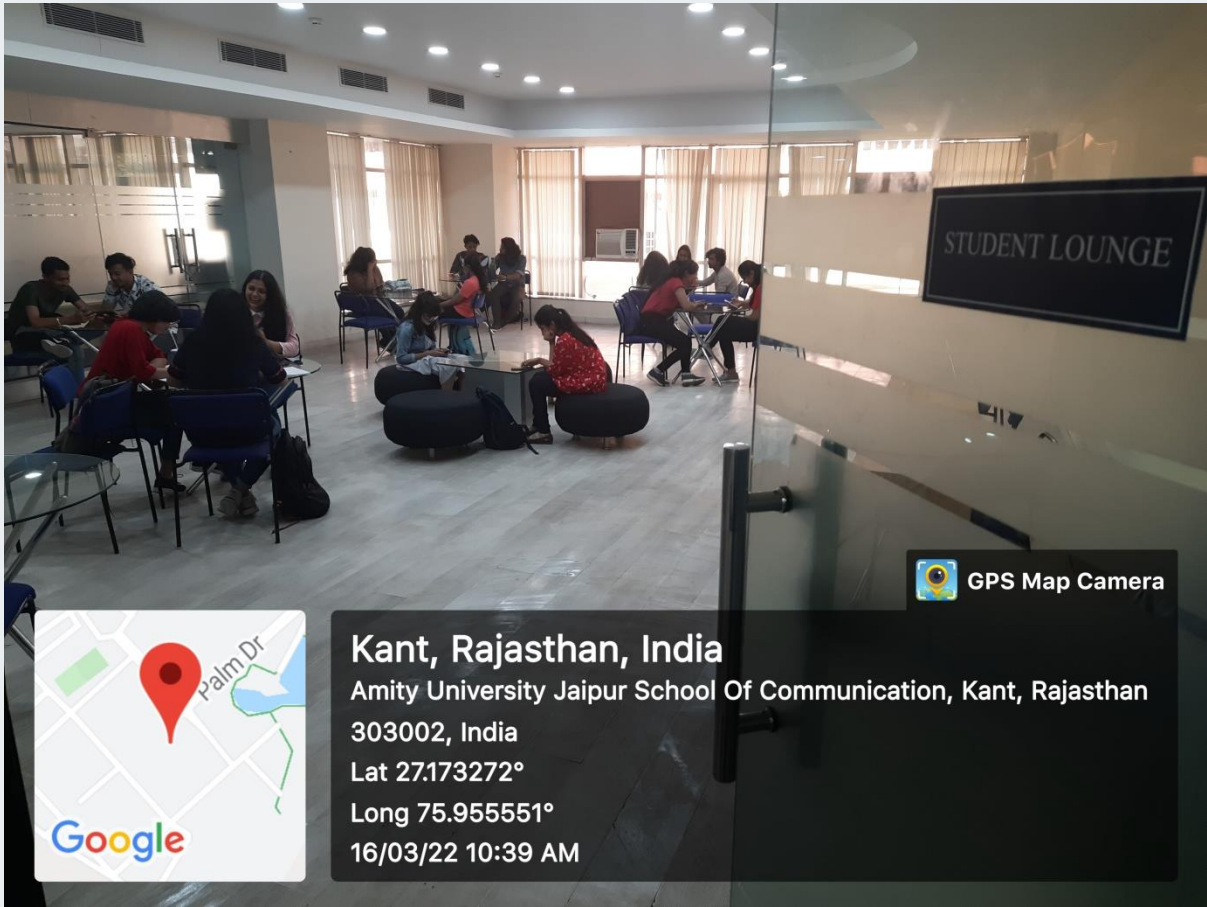 STUDENT LOUNGE
GPS Map Camera
Palm Dr
Google
Kant, Rajasthan, India
Amity University Jaipur School Of Communication, Kant, Rajasthan
303002, India
Lat 27.173272°
Long 75.955551°
16/03/22 10:39 AM